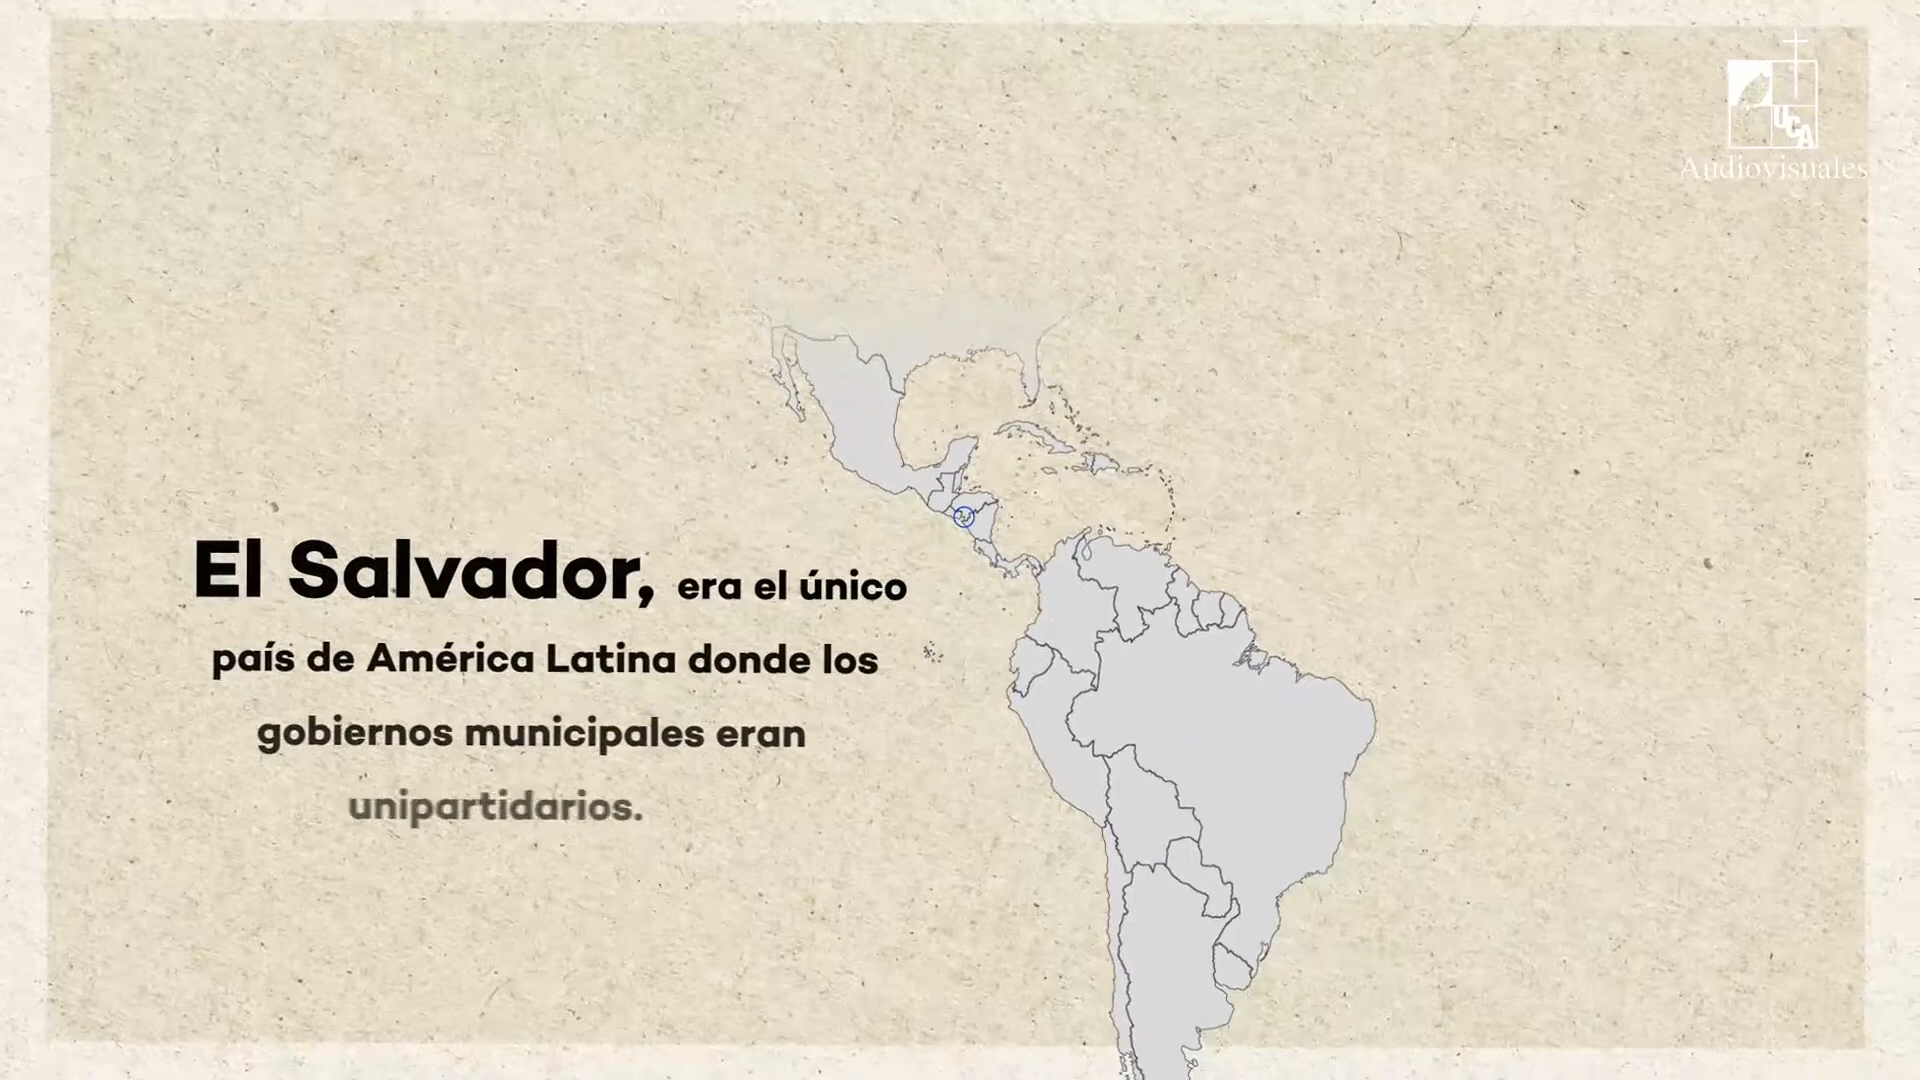 UCA
Audiovisuales
El Salvador, era el único
país de América Latina donde los
gobiernos municipales eran
unipartidarios.